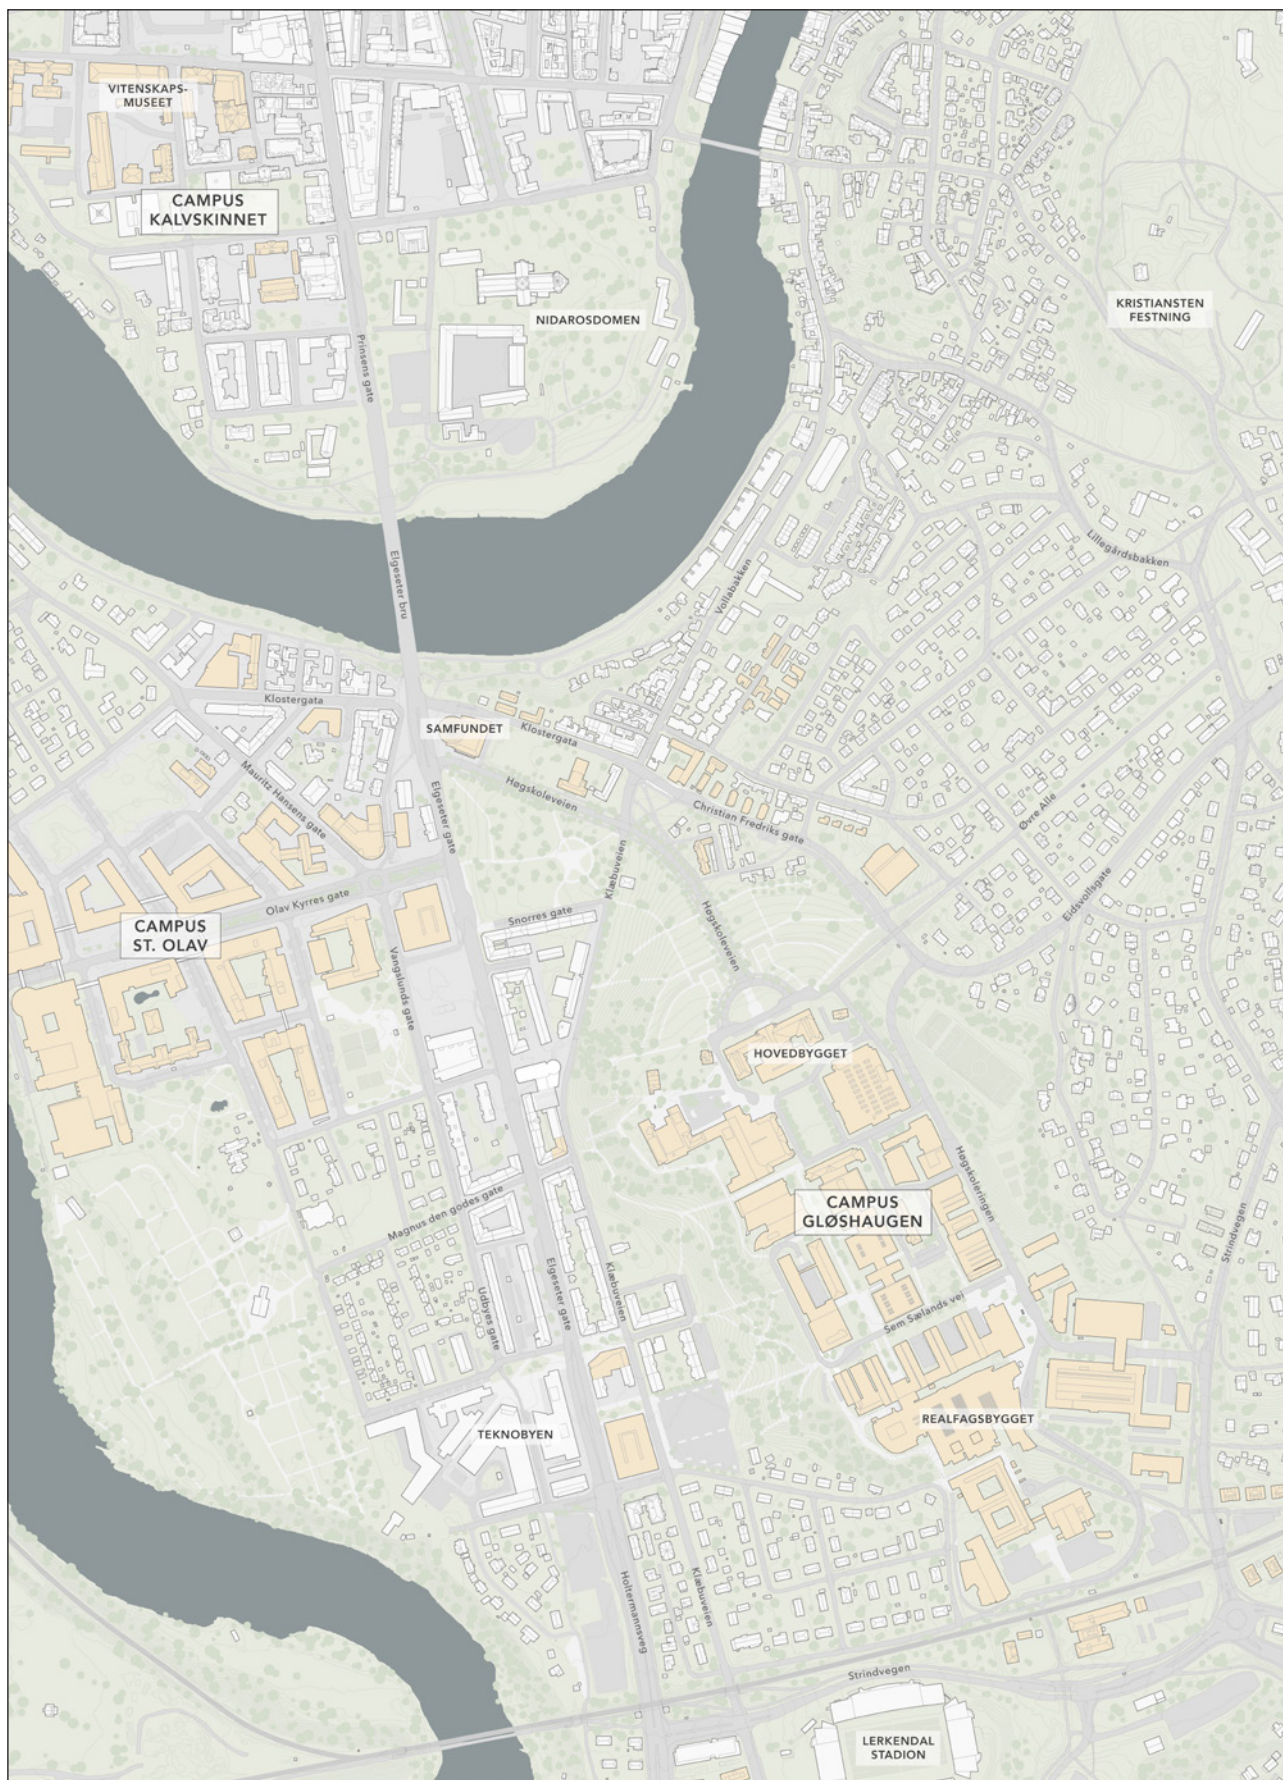 VITENSKAPS-
MUSEET
CAMPUS
KALVSKINNET
NIDAROSDOMEN
KRISTIANSTEN
FESTNING
Prinsens gate
Elgeseter bru
Vollabakken
Lillegårdsbakken
Klostergata
SAMFUNDET
Klostergata
Mauritz Hansens gate
Elgeseter gate
Høgskoleveien
Christian Fredriks gate
Øvre Alle
Eidsvollsgate
Klæbuveien
Olav Kyrres gate
CAMPUS
ST. OLAV
Snorres gate
Høgskoleveien
Vangslunds gate
HOVEDBYGGET
Høgskoleringen
CAMPUS
GLØSHAUGEN
Magnus den godes gate
Strindvegen
Udbyes gate
Elgeseter gate
Klæbuveien
Sem Sælands vei
REALFAGSBYGGET
TEKNOBYEN
Holtermannsveg
Klæbuveien
Strindvegen
LERKENDAL
STADION